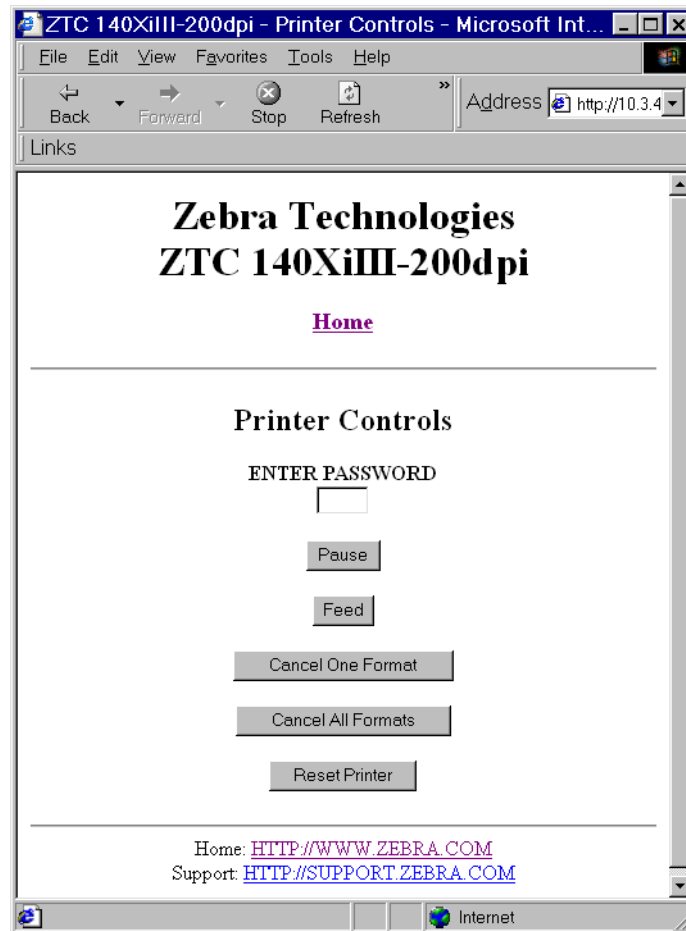 ZTC 140XiIII-200dpi - Printer Controls - Microsoft Int...
File Edit View Favorites Tools Help
Back Forward Stop Refresh » Address http://10.3.4
Links
Zebra Technologies
ZTC 140XiIII-200dpi
Home
Printer Controls
ENTER PASSWORD
Pause
Feed
Cancel One Format
Cancel All Formats
Reset Printer
Home: HTTP://WWW.ZEBRA.COM
Support: HTTP://SUPPORT.ZEBRA.COM
Internet